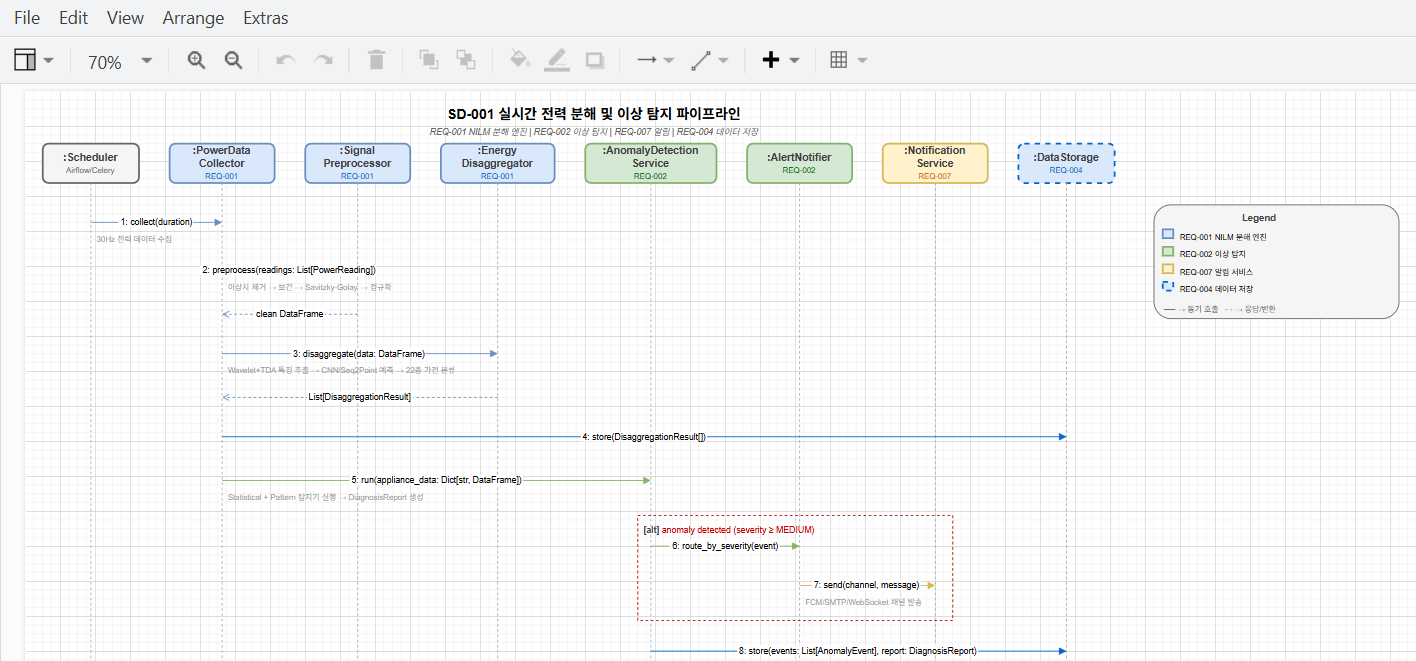 File Edit View Arrange Extras
70%
SD-001 실시간 전력 분해 및 이상 탐지 파이프라인
REQ-001 NILM 분해 엔진 | REQ-002 이상 탐지 | REQ-007 알림 | REQ-004 데이터 저장
:Scheduler
Airflow/Celery
:PowerData
Collector
REQ-001
:Signal
Preprocessor
REQ-001
:Energy
Disaggregator
REQ-001
:AnomalyDetection
Service
REQ-002
:AlertNotifier
REQ-002
:Notification
Service
REQ-007
:DataStorage
REQ-004
Legend
REQ-001 NILM 분해 엔진
REQ-002 이상 탐지
REQ-007 알림 서비스
REQ-004 데이터 저장
── → 동기 호출 - - → 응답/반환
1: collect(duration)
30Hz 전력 데이터 수집
2: preprocess(readings: List[PowerReading])
이상치 제거 → 보간 → Savitzky-Golay → 정규화
clean DataFrame
3: disaggregate(data: DataFrame)
Wavelet+TDA 특징 추출 → CNN/Seq2Point 예측 → 22종 가전 분류
List[DisaggregationResult]
4: store(DisaggregationResult[])
5: run(appliance_data: Dict[str, DataFrame])
Statistical + Pattern 탐지기 실행 → DiagnosisReport 생성
[alt] anomaly detected (severity ≥ MEDIUM)
6: route_by_severity(event)
7: send(channel, message)
FCM/SMTP/WebSocket 채널 발송
8: store(events: List[AnomalyEvent], report: DiagnosisReport)